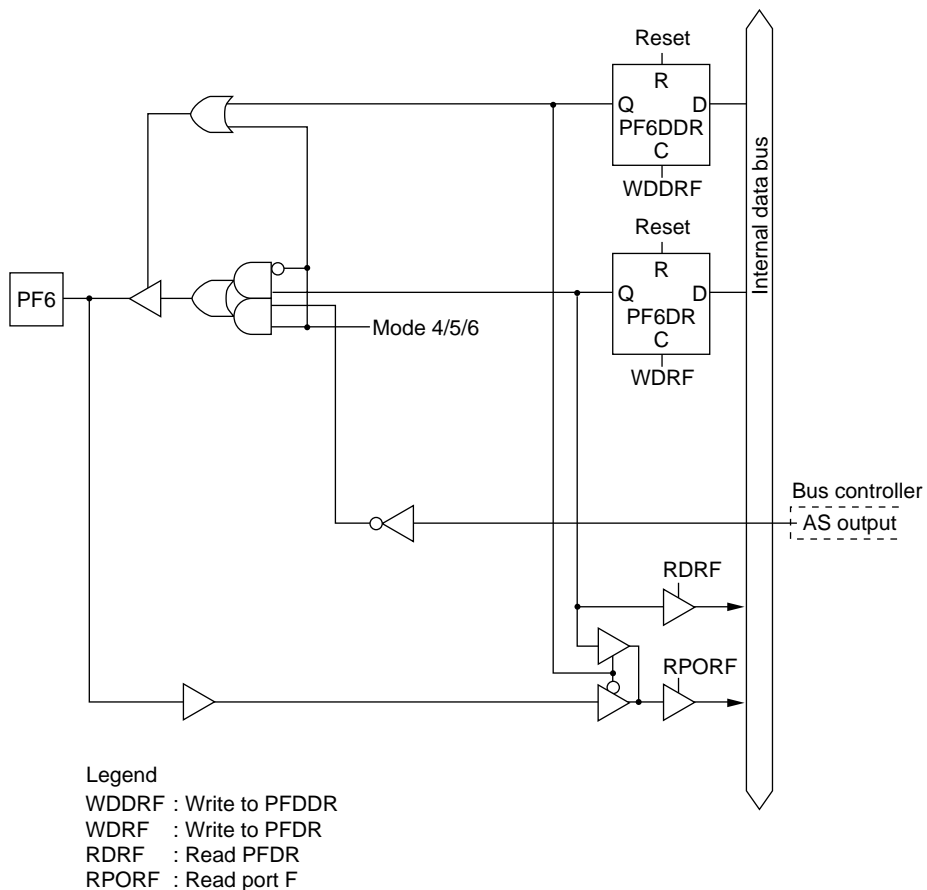 Reset
R
Q D
PF6DDR
C
WDDRF
Internal data bus
Reset
R
PF6
Q D
PF6DR
C
Mode 4/5/6
WDRF
Bus controller
AS output
RDRF
RPORF
Legend
WDDRF : Write to PFDDR
WDRF : Write to PFDR
RDRF : Read PFDR
RPORF : Read port F